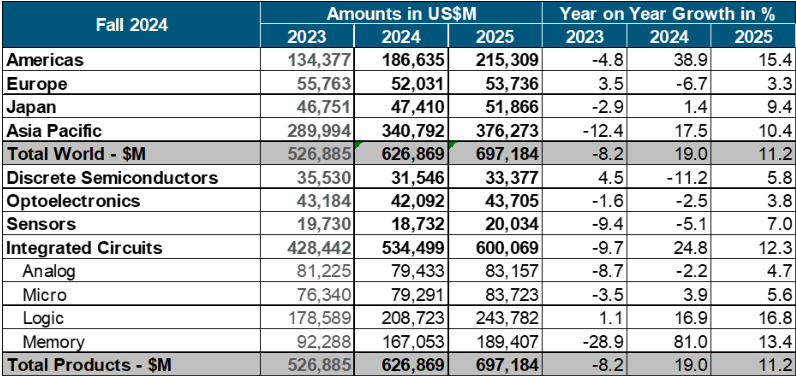 Fall 2024 Amounts in US$M Year on Year Growth in %
2023 2024 2025 2023 2024 2025
Americas 134,377 186,635 215,309 -4.8 38.9 15.4
Europe 55,763 52,031 53,736 3.5 -6.7 3.3
Japan 46,751 47,410 51,866 -2.9 1.4 9.4
Asia Pacific 289,994 340,792 376,273 -12.4 17.5 10.4
Total World - $M 526,885 626,869 697,184 -8.2 19.0 11.2
Discrete Semiconductors 35,530 31,546 33,377 4.5 -11.2 5.8
Optoelectronics 43,184 42,092 43,705 -1.6 -2.5 3.8
Sensors 19,730 18,732 20,034 -9.4 -5.1 7.0
Integrated Circuits 428,442 534,499 600,069 -9.7 24.8 12.3
Analog 81,225 79,433 83,157 -8.7 -2.2 4.7
Micro 76,340 79,291 83,723 -3.5 3.9 5.6
Logic 178,589 208,723 243,782 1.1 16.9 16.8
Memory 92,288 167,053 189,407 -28.9 81.0 13.4
Total Products - $M 526,885 626,869 697,184 -8.2 19.0 11.2